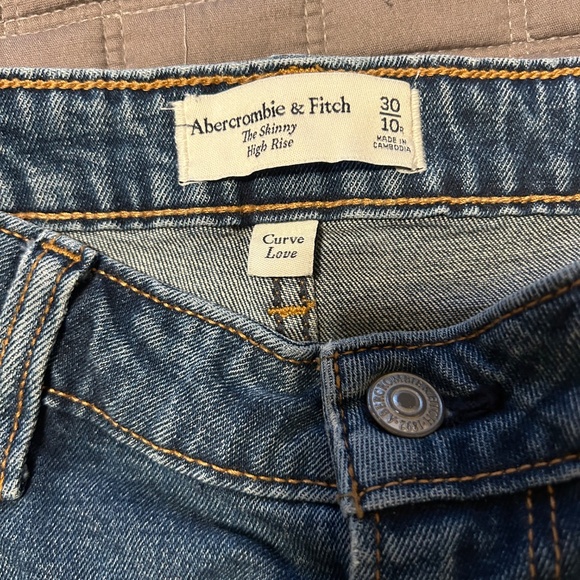 Abercrombie & Fitch
The Skinny
High Rise
30
10R
MADE IN
CAMBODIA
Curve
Love